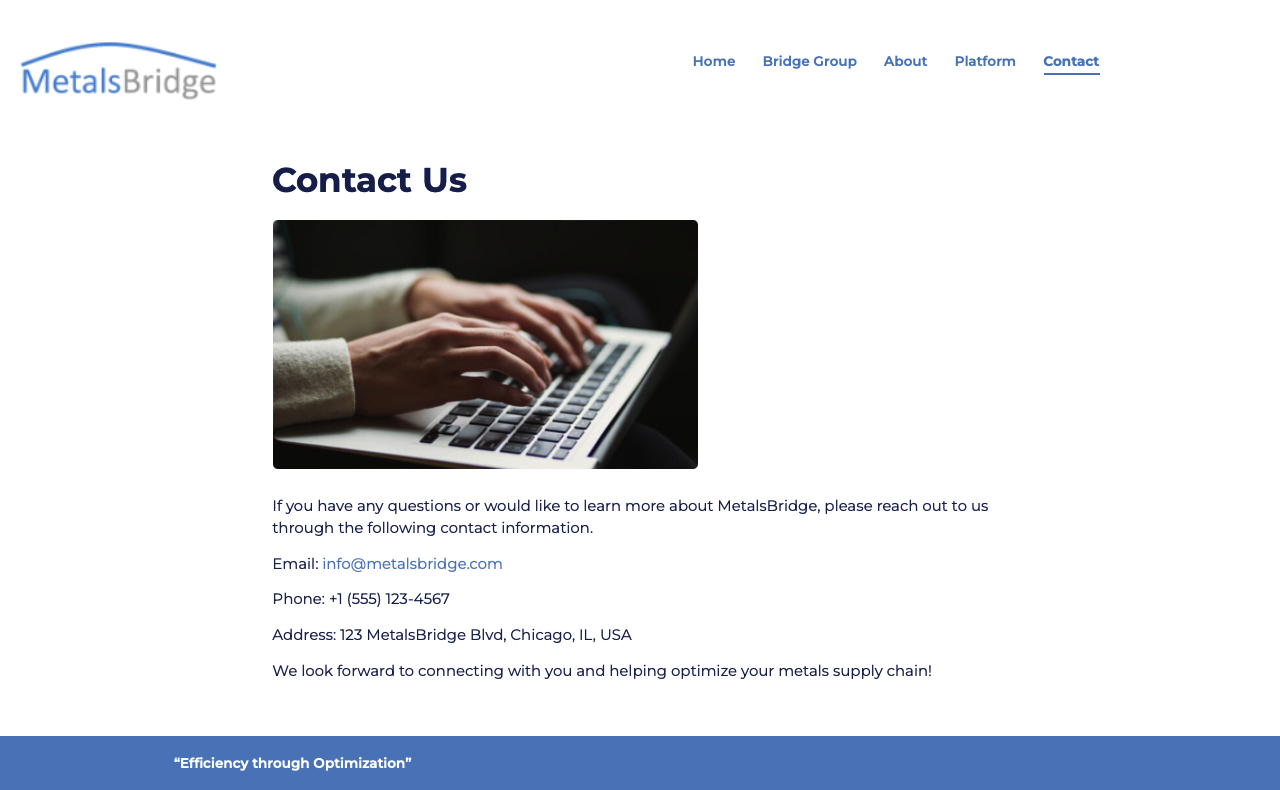 MetalsBridge
Home Bridge Group About Platform Contact
Contact Us
If you have any questions or would like to learn more about MetalsBridge, please reach out to us
through the following contact information.
Email: info@metalsbridge.com
Phone: +1 (555) 123-4567
Address: 123 MetalsBridge Blvd, Chicago, IL, USA
We look forward to connecting with you and helping optimize your metals supply chain!
“Efficiency through Optimization”